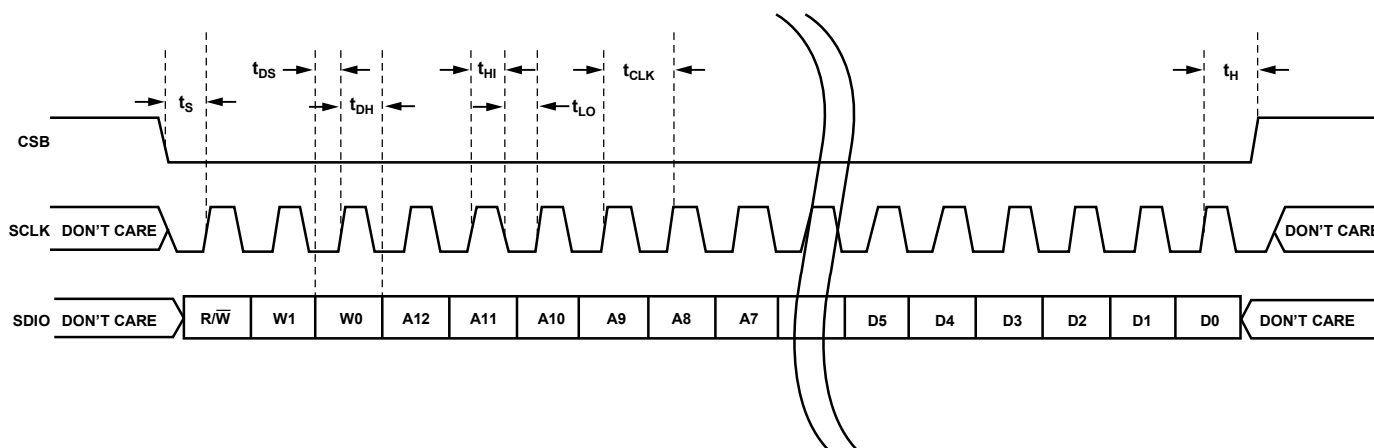 tDS
tHI
tCLK
tH
tS
tDH
tLO
CSB
SCLK DON'T CARE
DON'T CARE
SDIO DON'T CARE R/W̅ W1 W0 A12 A11 A10 A9 A8 A7 D5 D4 D3 D2 D1 D0 DON'T CARE